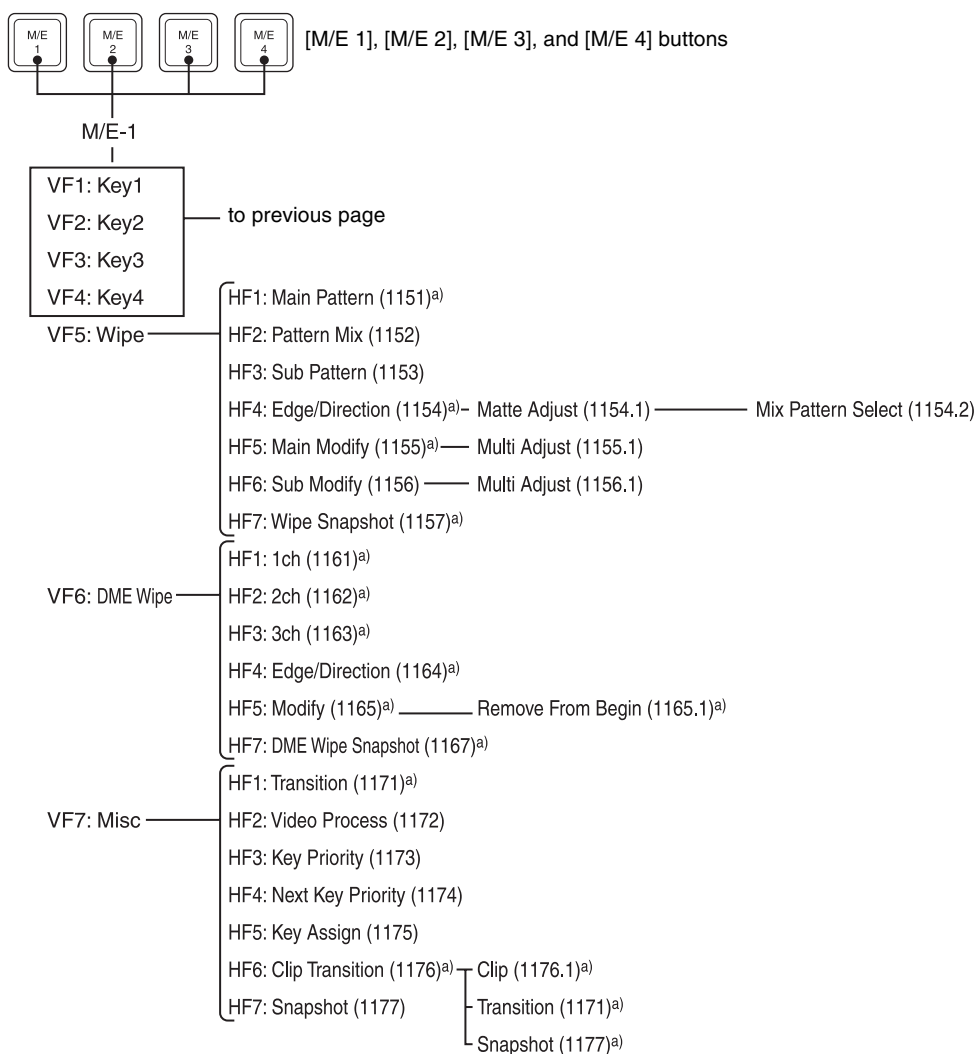 M/E 1
M/E 2
M/E 3
M/E 4
[M/E 1], [M/E 2], [M/E 3], and [M/E 4] buttons
M/E-1
VF1: Key1
VF2: Key2
VF3: Key3
VF4: Key4
to previous page
VF5: Wipe
HF1: Main Pattern (1151)a)
HF2: Pattern Mix (1152)
HF3: Sub Pattern (1153)
HF4: Edge/Direction (1154)a) Matte Adjust (1154.1) Mix Pattern Select (1154.2)
HF5: Main Modify (1155)a) Multi Adjust (1155.1)
HF6: Sub Modify (1156) Multi Adjust (1156.1)
HF7: Wipe Snapshot (1157)a)
VF6: DME Wipe
HF1: 1ch (1161)a)
HF2: 2ch (1162)a)
HF3: 3ch (1163)a)
HF4: Edge/Direction (1164)a)
HF5: Modify (1165)a) Remove From Begin (1165.1)a)
HF7: DME Wipe Snapshot (1167)a)
VF7: Misc
HF1: Transition (1171)a)
HF2: Video Process (1172)
HF3: Key Priority (1173)
HF4: Next Key Priority (1174)
HF5: Key Assign (1175)
HF6: Clip Transition (1176)a) Clip (1176.1)a)
HF7: Snapshot (1177) Transition (1171)a)
Snapshot (1177)a)